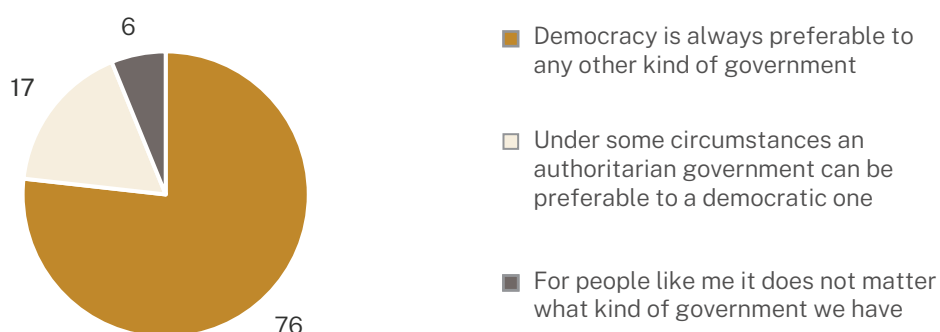 6
17
76
Democracy is always preferable to
any other kind of government
Under some circumstances an
authoritarian government can be
preferable to a democratic one
For people like me it does not matter
what kind of government we have